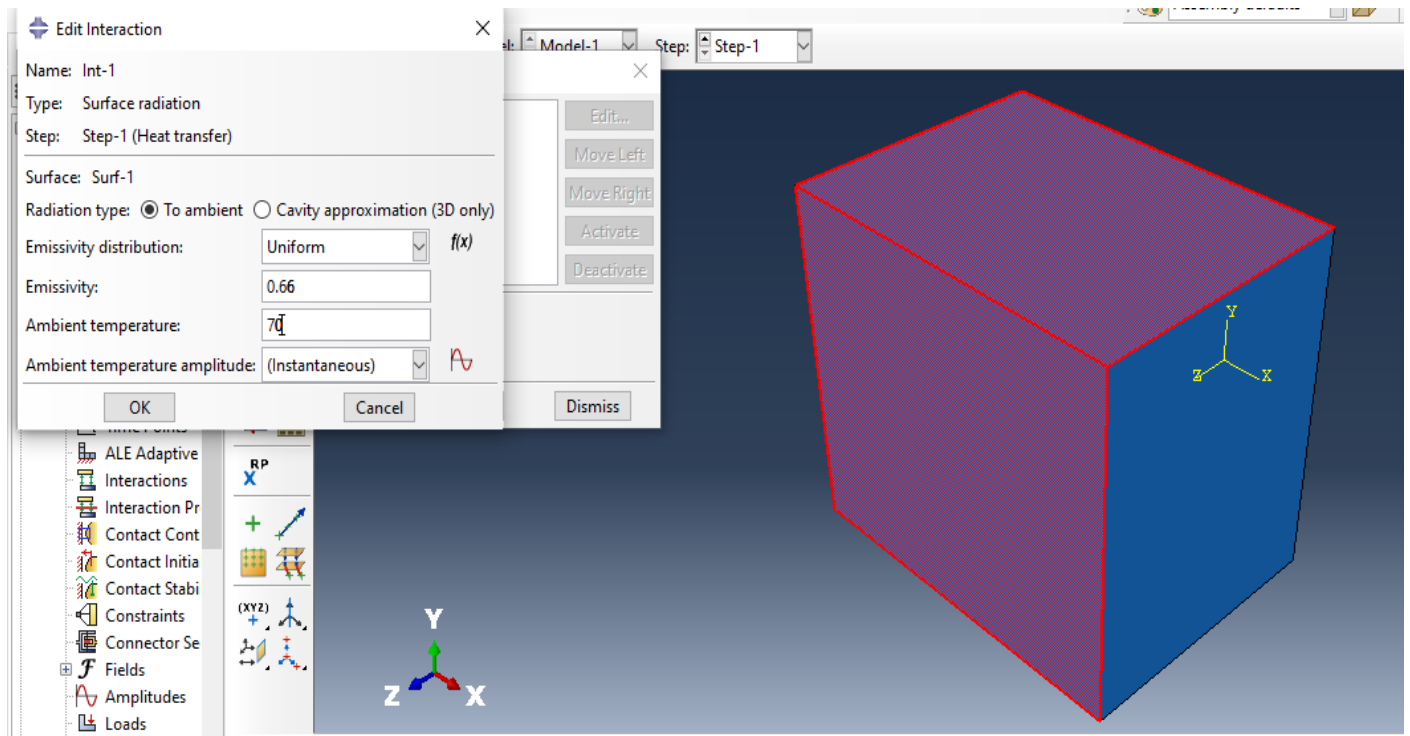 Edit Interaction
Model-1 Step: Step-1
Name: Int-1
Type: Surface radiation
Step: Step-1 (Heat transfer)
Surface: Surf-1
Radiation type: To ambient Cavity approximation (3D only)
Emissivity distribution: Uniform f(x)
Emissivity: 0.66
Ambient temperature: 70
Ambient temperature amplitude: (Instantaneous)
OK Cancel
Edit...
Move Left
Move Right
Activate
Deactivate
Dismiss
ALE Adaptive
Interactions
Interaction Pr
Contact Cont
Contact Initia
Contact Stabi
Constraints
Connector Se
F Fields
Amplitudes
Loads
RP
X
(XYZ)
Y
Z X
Y
Z X